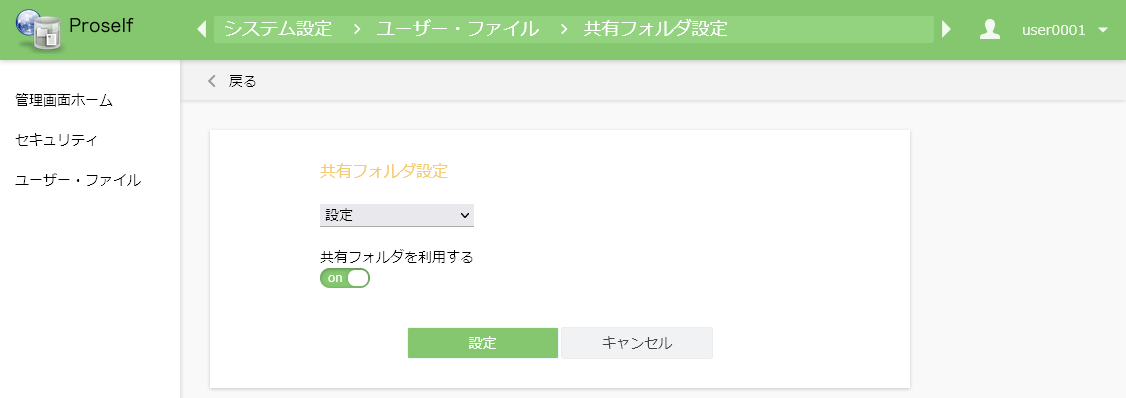 Proself
システム設定 > ユーザー・ファイル > 共有フォルダ設定
user0001
戻る
管理画面ホーム
セキュリティ
ユーザー・ファイル
共有フォルダ設定
設定
共有フォルダを利用する
on
設定 キャンセル